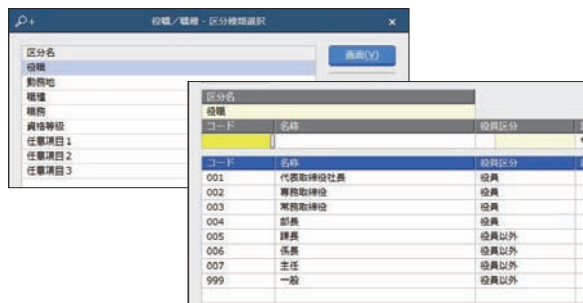 役職／職種 - 区分種類選択
区分名
画面(V)
役職
勤務地
職種
職務
資格等級
任意項目1
任意項目2
任意項目3
区分名
役職
コード 名称 役員区分
コード 名称 役員区分
001 代表取締役社長 役員
002 専務取締役 役員
003 常務取締役 役員
004 部長 役員
005 課長 役員以外
006 係長 役員以外
007 主任 役員以外
999 一般 役員以外